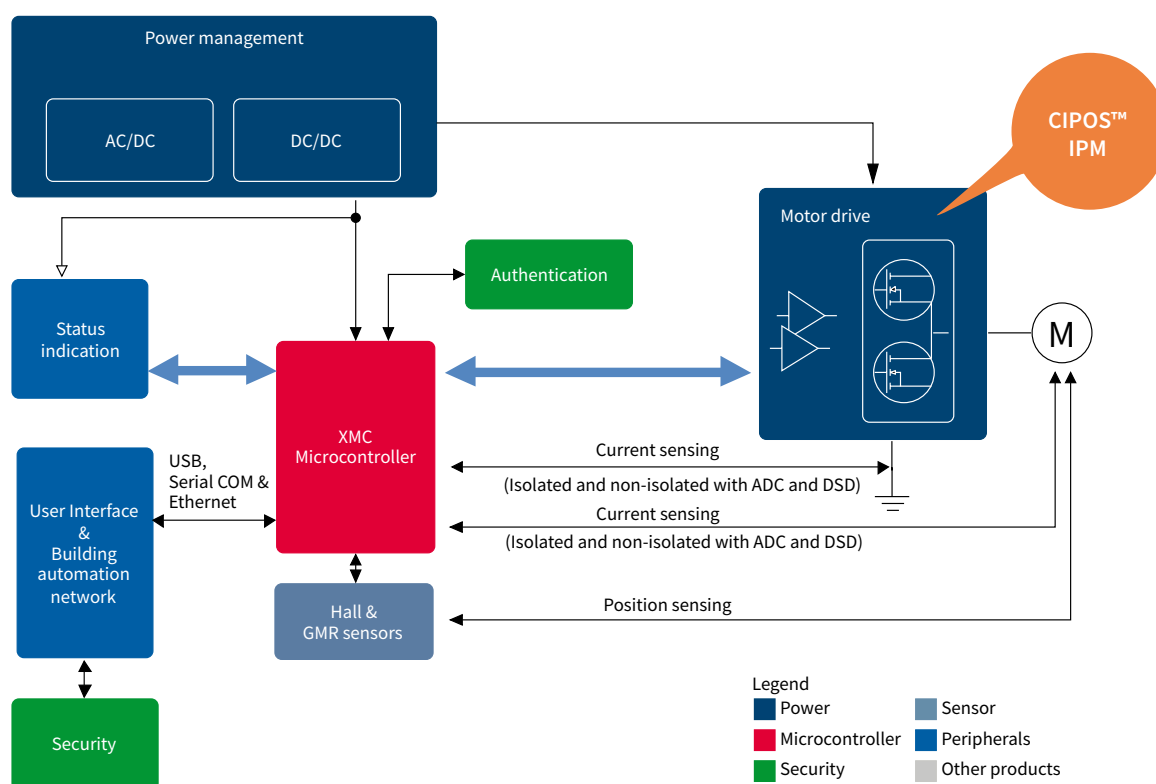 Power management
AC/DC
DC/DC
CIPOS™
IPM
Motor drive
Authentication
Status
indication
M
XMC
Microcontroller
USB,
Serial COM &
Ethernet
Current sensing
(Isolated and non-isolated with ADC and DSD)
User Interface
&
Building
automation
network
Current sensing
(Isolated and non-isolated with ADC and DSD)
Hall &
GMR sensors
Position sensing
Security
Legend
Power
Sensor
Microcontroller
Peripherals
Security
Other products